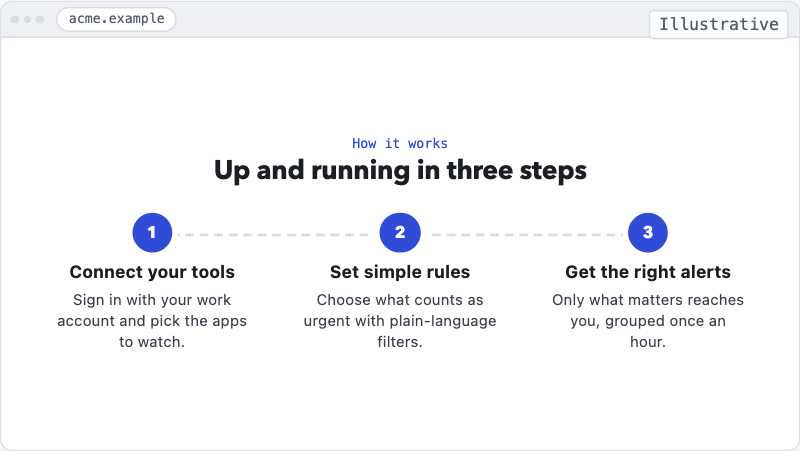 acme.example
Illustrative
How it works
Up and running in three steps
1
2
3
Connect your tools
Sign in with your work
account and pick the apps
to watch.
Set simple rules
Choose what counts as
urgent with plain-language
filters.
Get the right alerts
Only what matters reaches
you, grouped once an
hour.